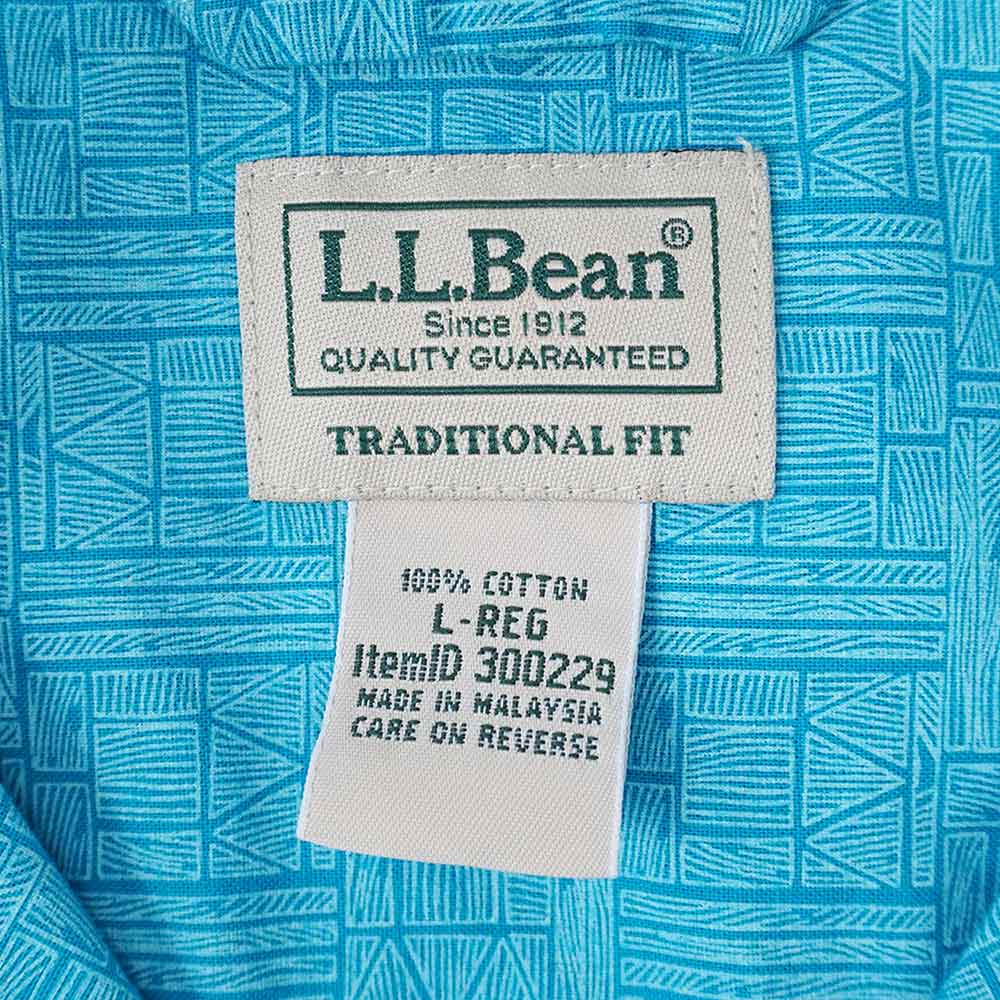 L.L.Bean®
Since 1912
QUALITY GUARANTEED
TRADITIONAL FIT
100% COTTON
L-REG
ItemID 300229
MADE IN MALAYSIA
CARE ON REVERSE